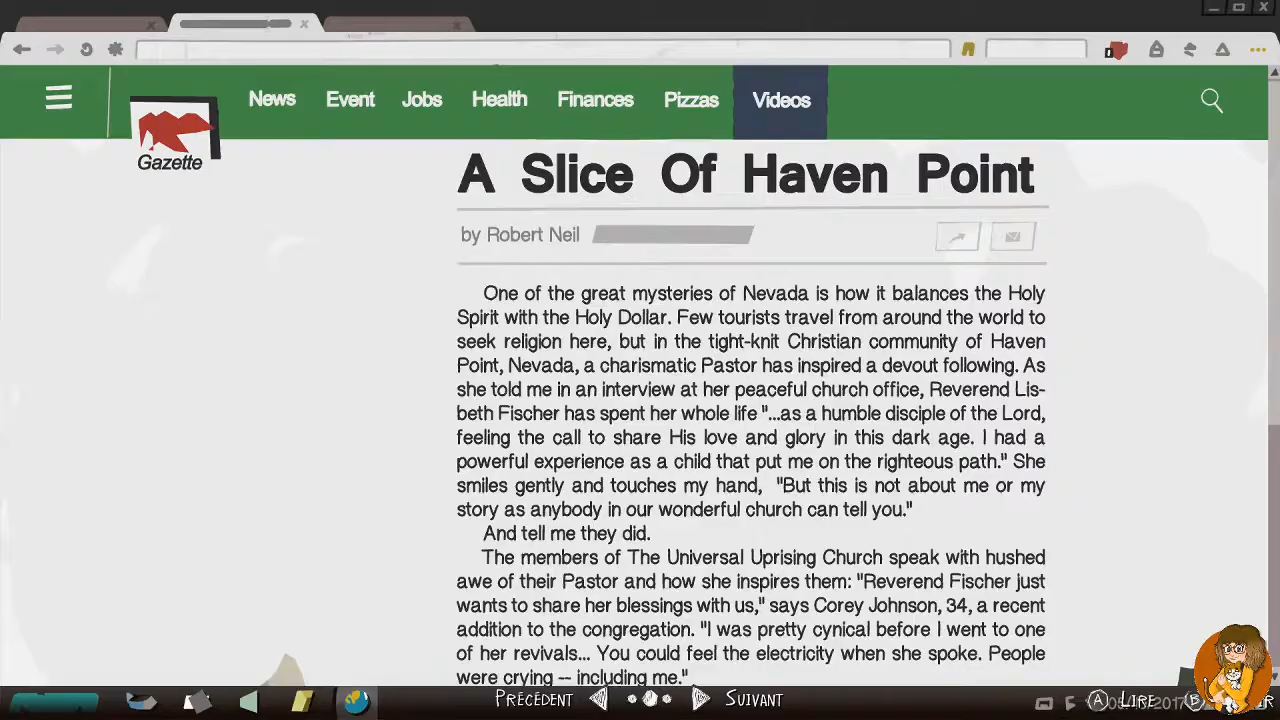 News Event Jobs Health Finances Pizzas Videos
Gazette
A Slice Of Haven Point
by Robert Neil
One of the great mysteries of Nevada is how it balances the Holy
Spirit with the Holy Dollar. Few tourists travel from around the world to
seek religion here, but in the tight-knit Christian community of Haven
Point, Nevada, a charismatic Pastor has inspired a devout following. As
she told me in an interview at her peaceful church office, Reverend Lis-
beth Fischer has spent her whole life "...as a humble disciple of the Lord,
feeling the call to share His love and glory in this dark age. I had a
powerful experience as a child that put me on the righteous path." She
smiles gently and touches my hand, "But this is not about me or my
story as anybody in our wonderful church can tell you."
And tell me they did.
The members of The Universal Uprising Church speak with hushed
awe of their Pastor and how she inspires them: "Reverend Fischer just
wants to share her blessings with us," says Corey Johnson, 34, a recent
addition to the congregation. "I was pretty cynical before I went to one
of her revivals... You could feel the electricity when she spoke. People
were crying -- including me."
Précédent Suivant A Lire B